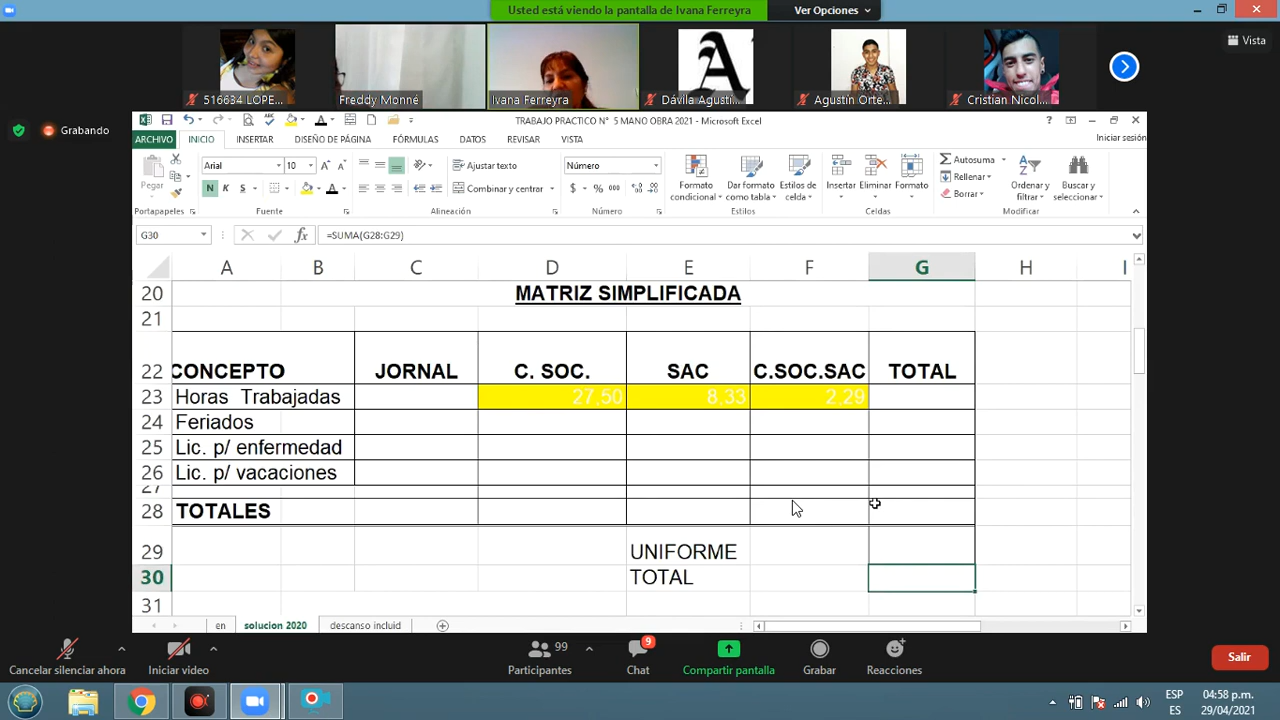 Usted está viendo la pantalla de Ivana Ferreyra
Ver Opciones
Vista
Grabando
516634 LOPE...
Freddy Monné
Ivana Ferreyra
Dávila Agusti...
Agustín Orte...
Cristian Nicol...
A
TRABAJO PRACTICO N° 5 MANO OBRA 2021 - Microsoft Excel
ARCHIVO INICIO INSERTAR DISEÑO DE PÁGINA FÓRMULAS DATOS REVISAR VISTA
Iniciar sesión
Pegar
Arial 10
N K S
Ajustar texto
Combinar y centrar
Número
$ % 000
Formato condicional
Dar formato como tabla
Estilos de celda
Insertar Eliminar Formato
Autosuma
Rellenar
Borrar
Ordenar y filtrar
Buscar y seleccionar
Portapapeles Fuente Alineación Número Estilos Celdas Modificar
G30 fx =SUMA(G28:G29)
A B C D E F G H I
20 MATRIZ SIMPLIFICADA
21
22 CONCEPTO JORNAL C. SOC. SAC C.SOC.SAC TOTAL
23 Horas Trabajadas 27,50 8,33 2,29
24 Feriados
25 Lic. p/ enfermedad
26 Lic. p/ vacaciones
27
28 TOTALES
29 UNIFORME
30 TOTAL
31
en solucion 2020 descanso incluid
Cancelar silenciar ahora
Iniciar video
99
Participantes
9
Chat
Compartir pantalla
Grabar
Reacciones
Salir
ESP 04:58 p.m.
ES 29/04/2021